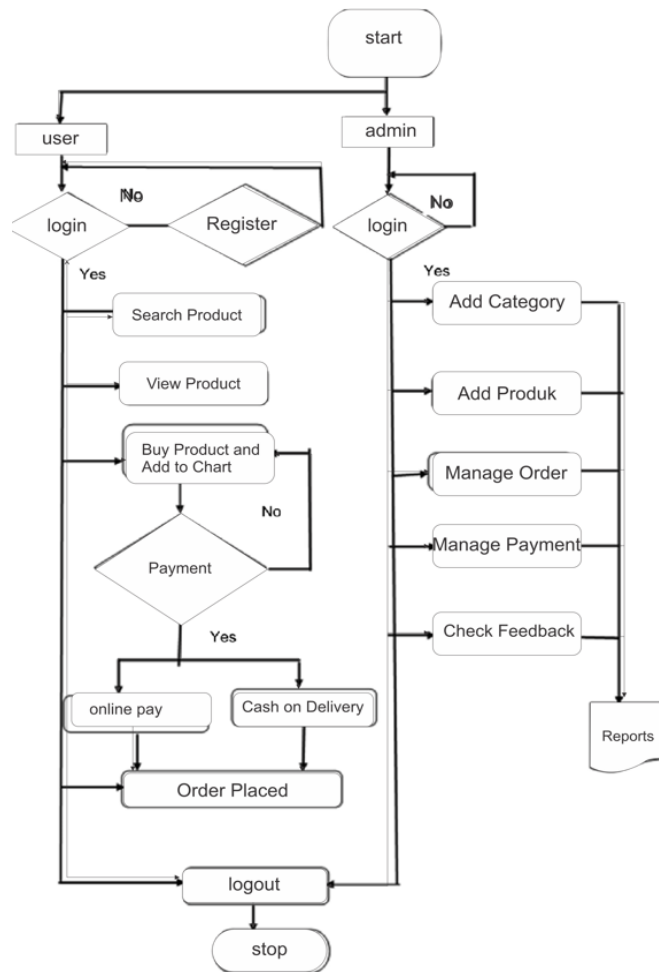 start
user
admin
No
login
Register
No
login
Yes
Yes
Search Product
Add Category
View Product
Add Produk
Buy Product and
Add to Chart
Manage Order
No
Payment
Manage Payment
Yes
Check Feedback
online pay
Cash on Delivery
Reports
Order Placed
logout
stop